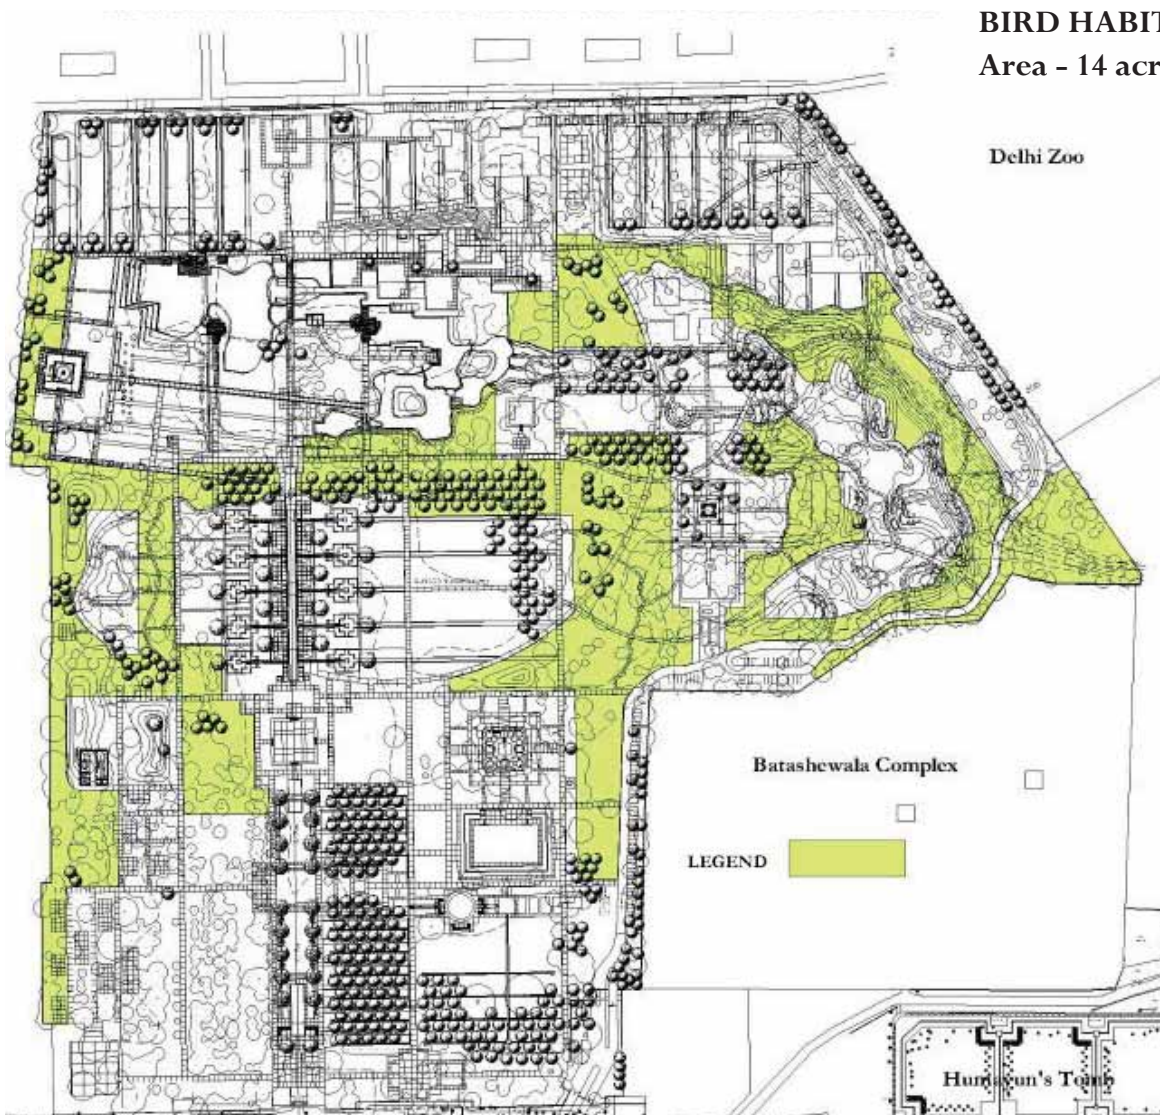 BIRD HABIT
Area - 14 acr
Delhi Zoo
Batashewala Complex
LEGEND
Humayun's Tomb